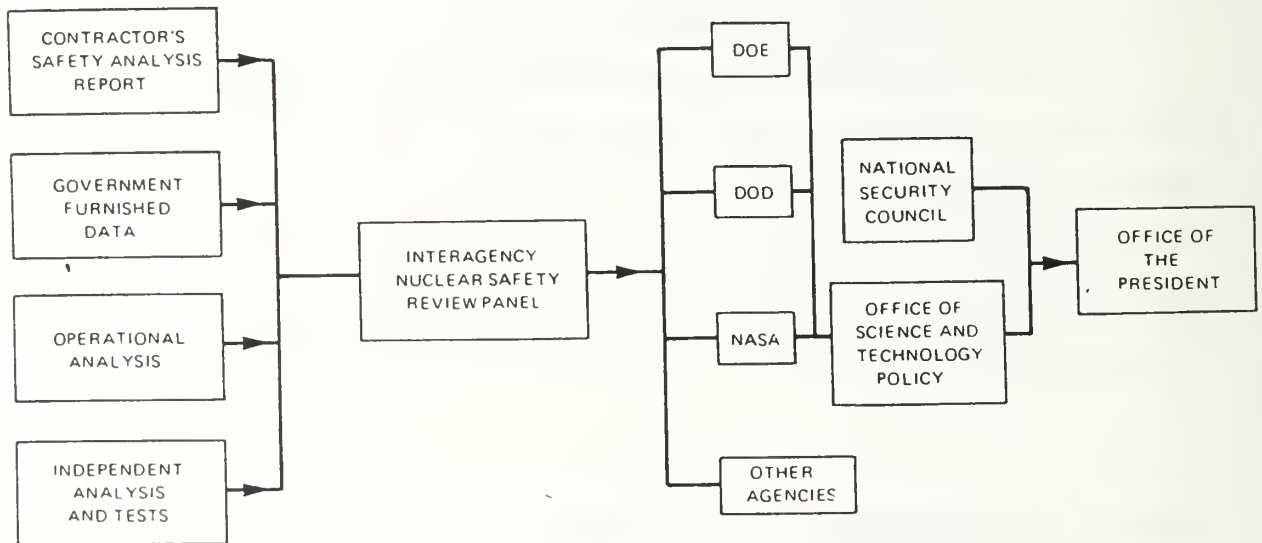 CONTRACTOR'S
SAFETY ANALYSIS
REPORT
GOVERNMENT
FURNISHED
DATA
OPERATIONAL
ANALYSIS
INDEPENDENT
ANALYSIS
AND TESTS
INTERAGENCY
NUCLEAR SAFETY
REVIEW PANEL
DOE
DOD
NASA
OTHER
AGENCIES
NATIONAL
SECURITY
COUNCIL
OFFICE OF
SCIENCE AND
TECHNOLOGY
POLICY
OFFICE OF
THE
PRESIDENT